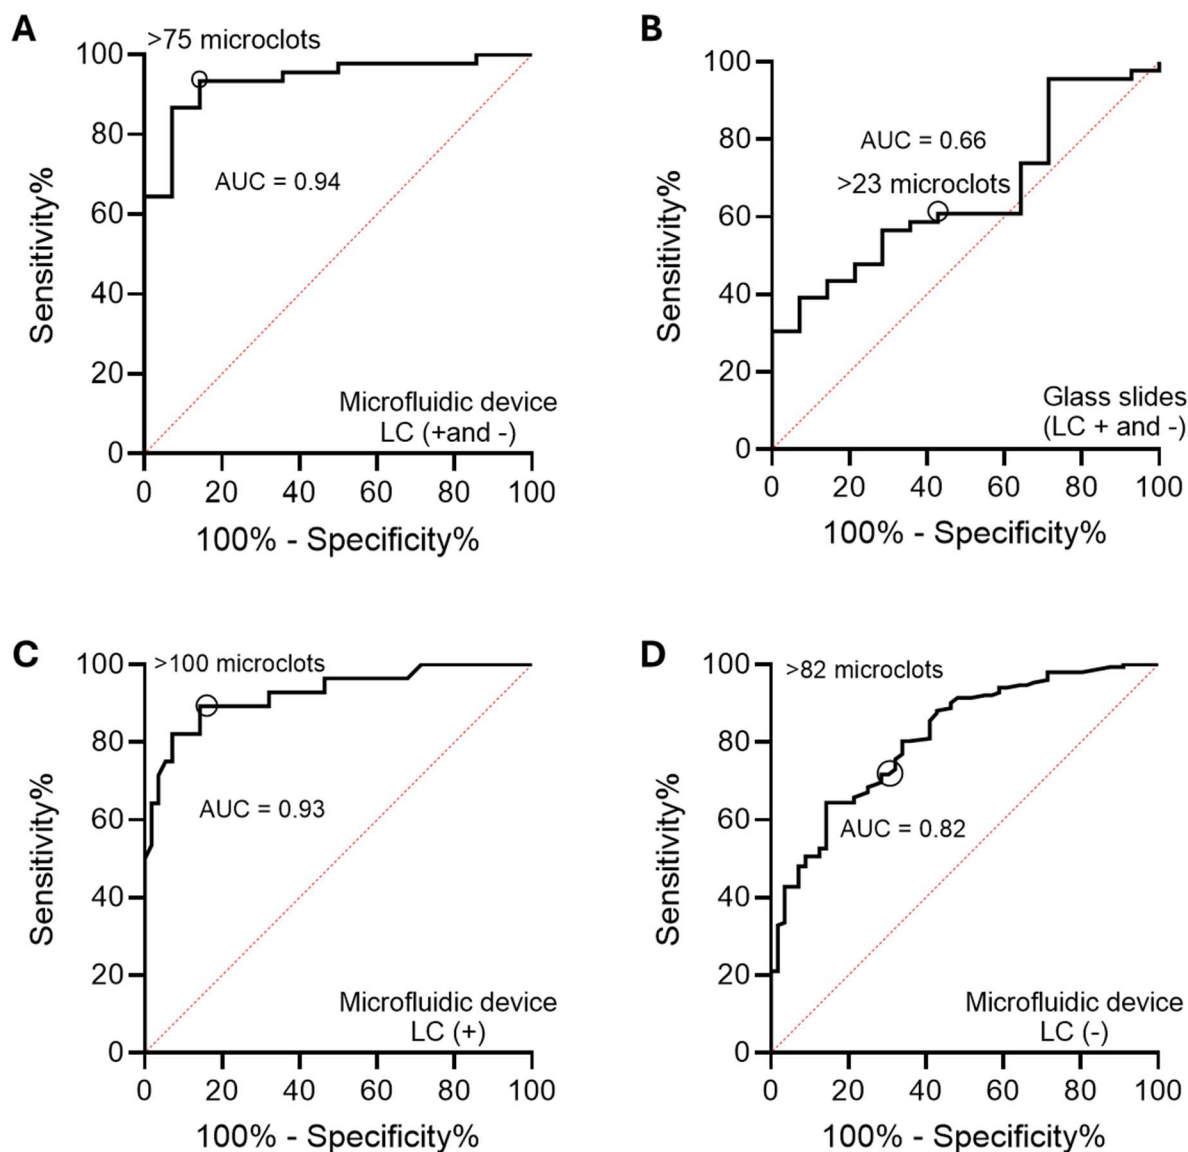 A
>75 microclots
100
80
60
40
20
0
Sensitivity%
AUC = 0.94
Microfluidic device
LC (+and -)
0 20 40 60 80 100
100% - Specificity%
B
100
80
60
40
20
0
Sensitivity%
AUC = 0.66
>23 microclots
Glass slides
(LC + and -)
0 20 40 60 80 100
100% - Specificity%
C
>100 microclots
100
80
60
40
20
0
Sensitivity%
AUC = 0.93
Microfluidic device
LC (+)
0 20 40 60 80 100
100% - Specificity%
D
>82 microclots
100
80
60
40
20
0
Sensitivity%
AUC = 0.82
Microfluidic device
LC (-)
0 20 40 60 80 100
100% - Specificity%